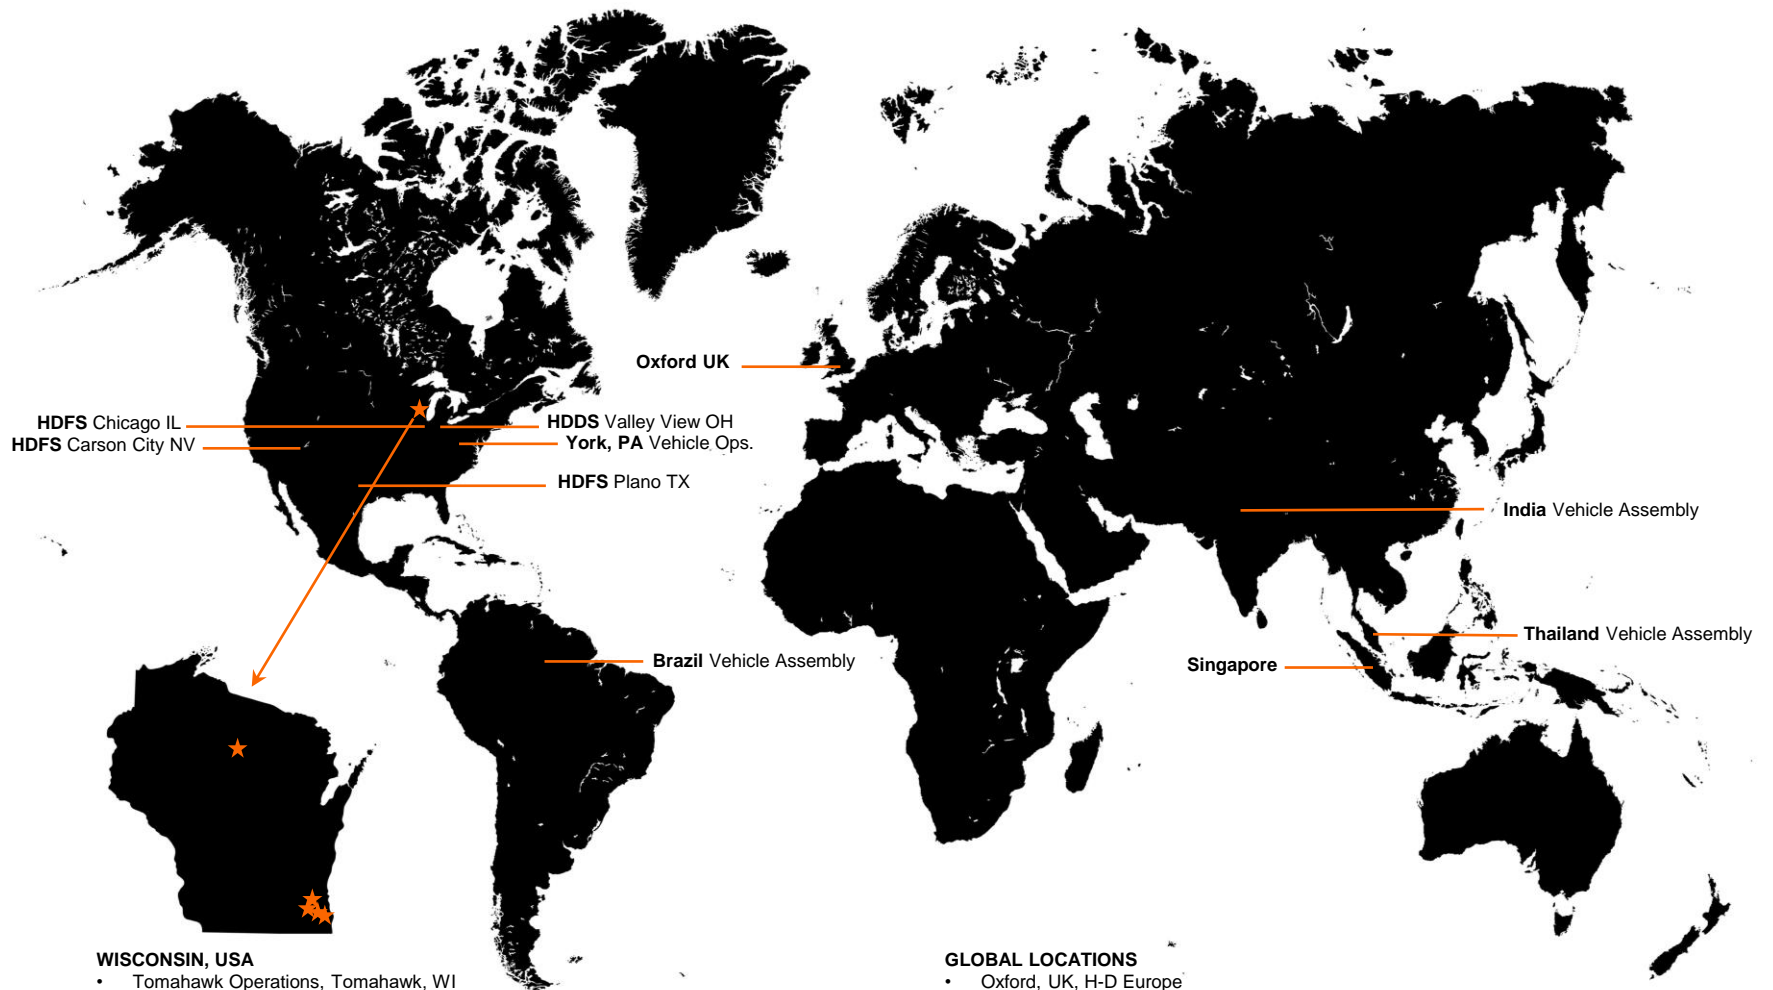 Oxford UK
HDFS Chicago IL
HDDS Valley View OH
HDFS Carson City NV
York, PA Vehicle Ops.
HDFS Plano TX
India Vehicle Assembly
Thailand Vehicle Assembly
Brazil Vehicle Assembly
Singapore
WISCONSIN, USA
• Tomahawk Operations, Tomahawk, WI
GLOBAL LOCATIONS
• Oxford, UK, H-D Europe